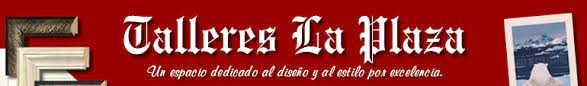 Talleres La Plaza
Un espacio dedicado al diseño y al estilo por excelencia.